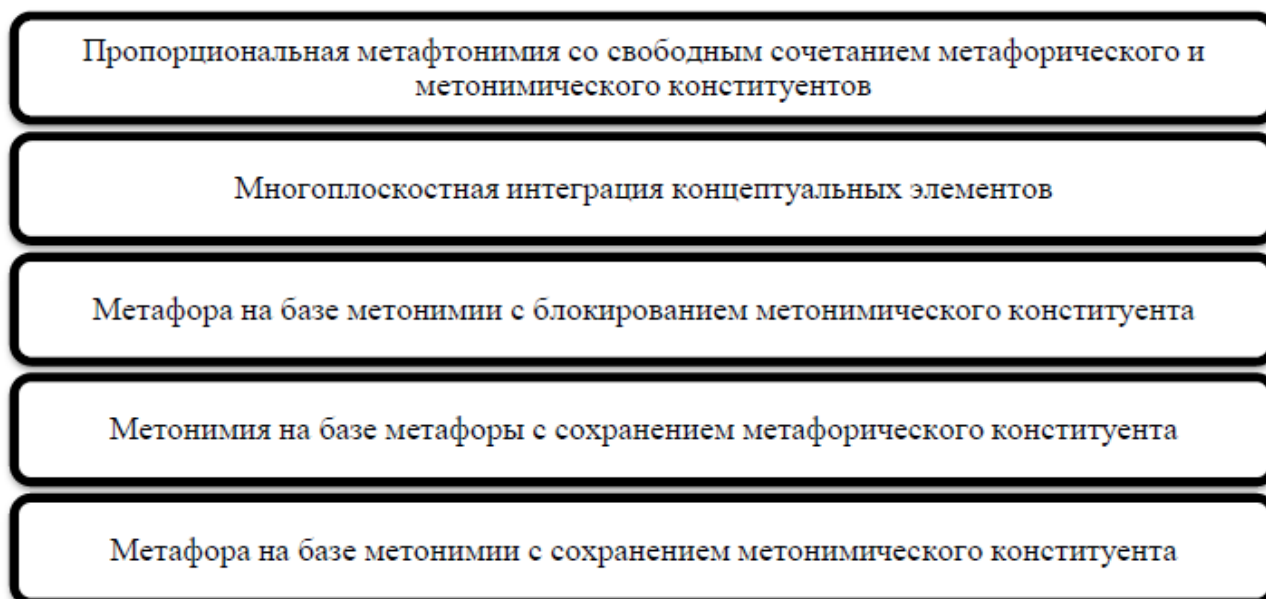 Пропорциональная метафтонимия со свободным сочетанием метафорического и
метонимического конституентов
Многоплоскостная интеграция концептуальных элементов
Метафора на базе метонимии с блокированием метонимического конституента
Метонимия на базе метафоры с сохранением метафорического конституента
Метафора на базе метонимии с сохранением метонимического конституента